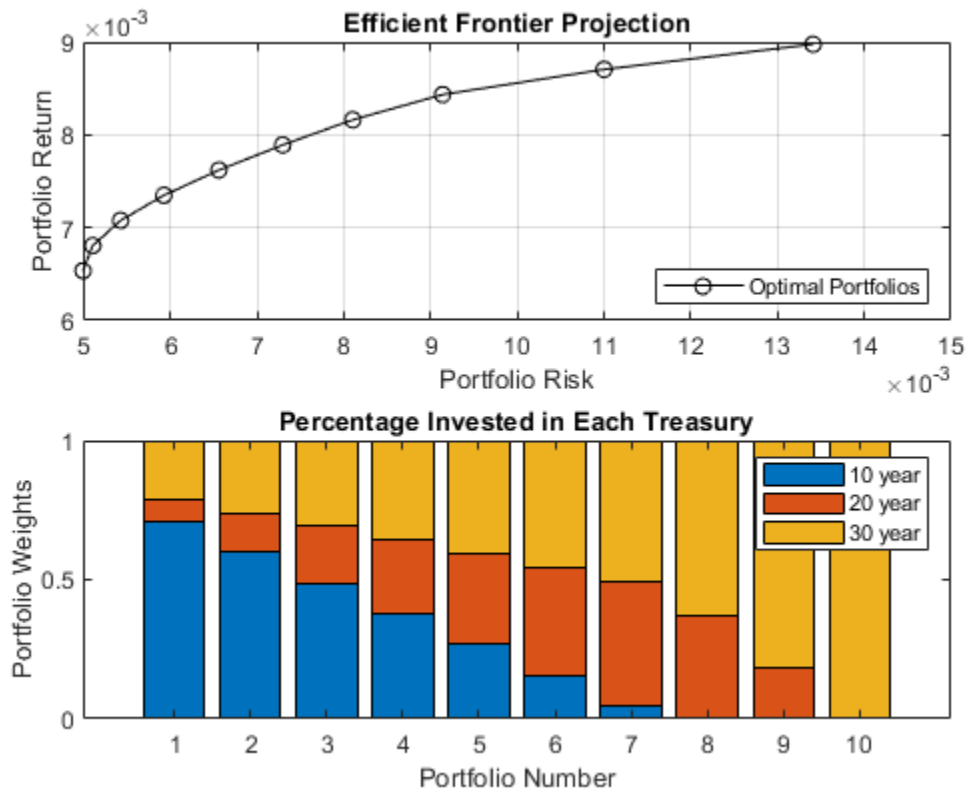 × 10^-3
Efficient Frontier Projection
9
8
7
6
Portfolio Return
Optimal Portfolios
5 6 7 8 9 10 11 12 13 14 15
Portfolio Risk
× 10^-3
Percentage Invested in Each Treasury
1
0.5
0
Portfolio Weights
10 year
20 year
30 year
1 2 3 4 5 6 7 8 9 10
Portfolio Number